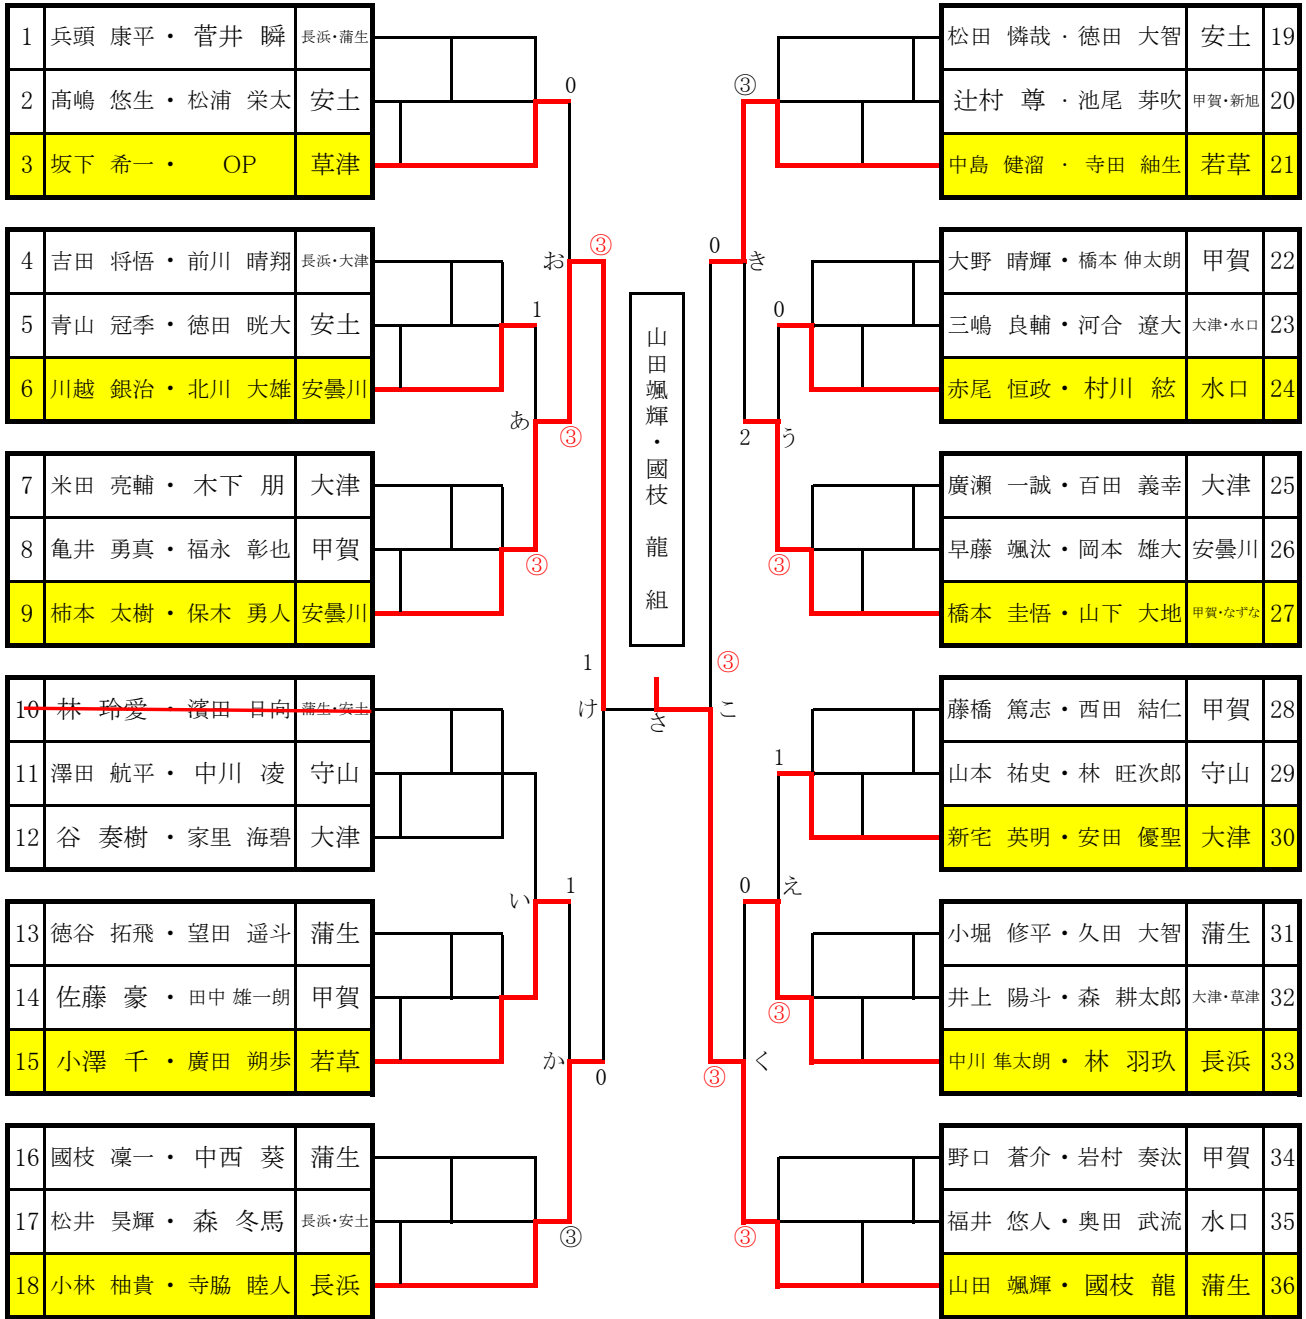 1 兵頭 康平・ 菅井 瞬 長浜・蒲生
2 髙嶋 悠生・松浦 栄太 安土
3 坂下 希一・ OP 草津
4 吉田 将悟・前川 晴翔 長浜・大津
5 青山 冠季・徳田 晄大 安土
6 川越 銀治・北川 大雄 安曇川
7 米田 亮輔・ 木下 朋 大津
8 亀井 勇真・福永 彰也 甲賀
9 柿本 太樹・保木 勇人 安曇川
10 林 玲愛 ・濱田 日向 蒲生・安土
11 澤田 航平・ 中川 凌 守山
12 谷 奏樹 ・家里 海碧 大津
13 徳谷 拓飛・望田 遥斗 蒲生
14 佐藤 豪 ・田中 雄一朗 甲賀
15 小澤 千 ・廣田 朔歩 若草
16 國枝 凜一・ 中西 葵 蒲生
17 松井 昊輝・ 森 冬馬 長浜・安土
18 小林 柚貴・寺脇 睦人 長浜
0
お
③
1
あ
③
③
1
け
い
1
か
0
③
山田颯輝・國枝 龍 組
さ
③
0
き
0
2
う
③
③
こ
1
0
え
③
③
く
③
松田 憐哉 ・徳田 大智 安土 19
辻村 尊 ・池尾 芽吹 甲賀・新旭 20
中島 健溜 ・ 寺田 紬生 若草 21
大野 晴輝・橋本 伸太朗 甲賀 22
三嶋 良輔・河合 遼大 大津・水口 23
赤尾 恒政・ 村川 絃 水口 24
廣瀬 一誠・百田 義幸 大津 25
早藤 颯汰・岡本 雄大 安曇川 26
橋本 圭悟・山下 大地 甲賀・なずな 27
藤橋 篤志・西田 結仁 甲賀 28
山本 祐史・林 旺次郎 守山 29
新宅 英明・安田 優聖 大津 30
小堀 修平・久田 大智 蒲生 31
井上 陽斗・森 耕太郎 大津・草津 32
中川 隼太朗・ 林 羽玖 長浜 33
野口 蒼介・岩村 奏汰 甲賀 34
福井 悠人・奥田 武流 水口 35
山田 颯輝・ 國枝 龍 蒲生 36